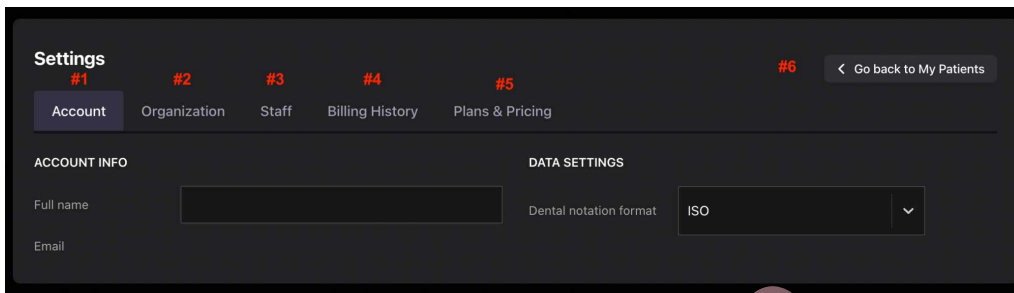 Settings
#1 #2 #3 #4 #5 #6 Go back to My Patients
Account Organization Staff Billing History Plans & Pricing
ACCOUNT INFO DATA SETTINGS
Full name Dental notation format ISO
Email